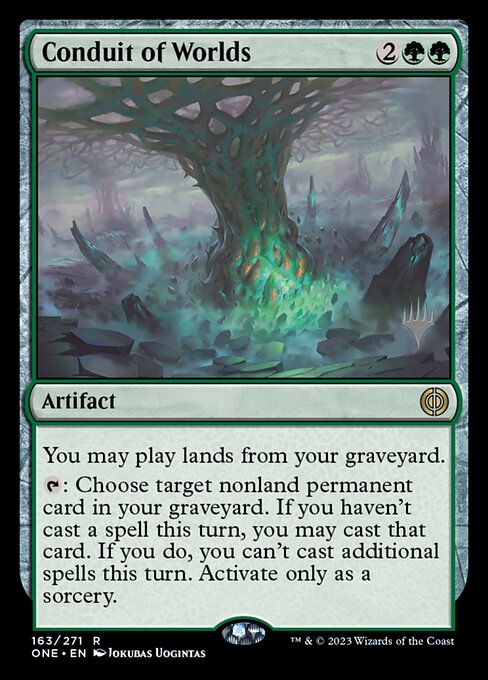 Conduit of Worlds 2
Artifact
You may play lands from your graveyard.
: Choose target nonland permanent
card in your graveyard. If you haven't
cast a spell this turn, you may cast that
card. If you do, you can't cast additional
spells this turn. Activate only as a
sorcery.
163/271 R
ONE • EN Jokubas Uogintas
™ & © 2023 Wizards of the Coast